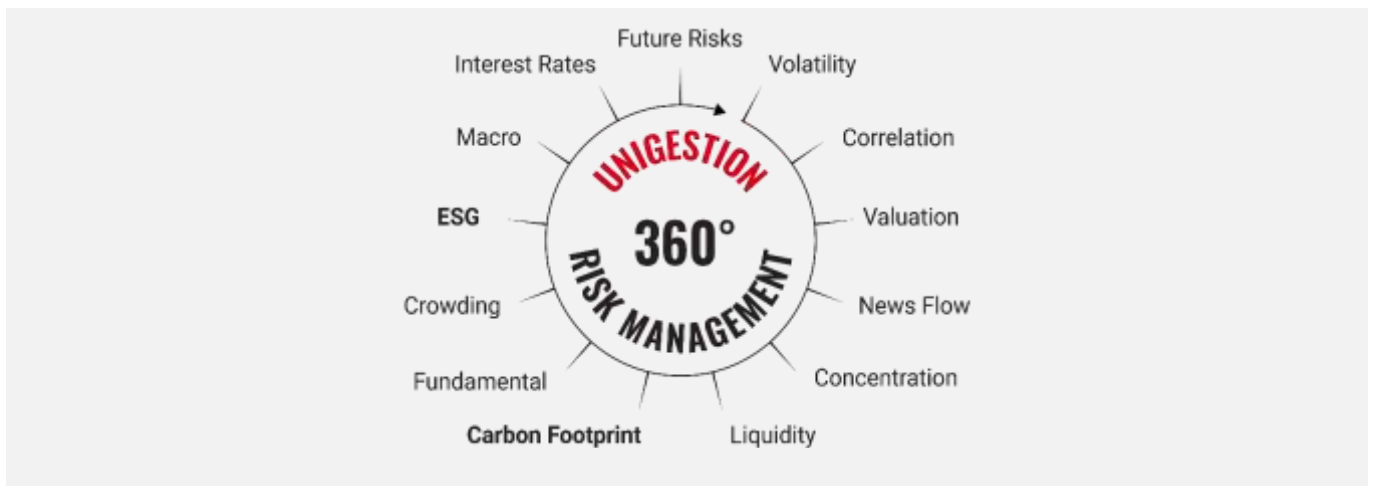 Future Risks
Interest Rates
Volatility
Macro
Correlation
UNIGESTION
ESG
360°
Valuation
RISK MANAGEMENT
Crowding
News Flow
Fundamental
Concentration
Carbon Footprint
Liquidity